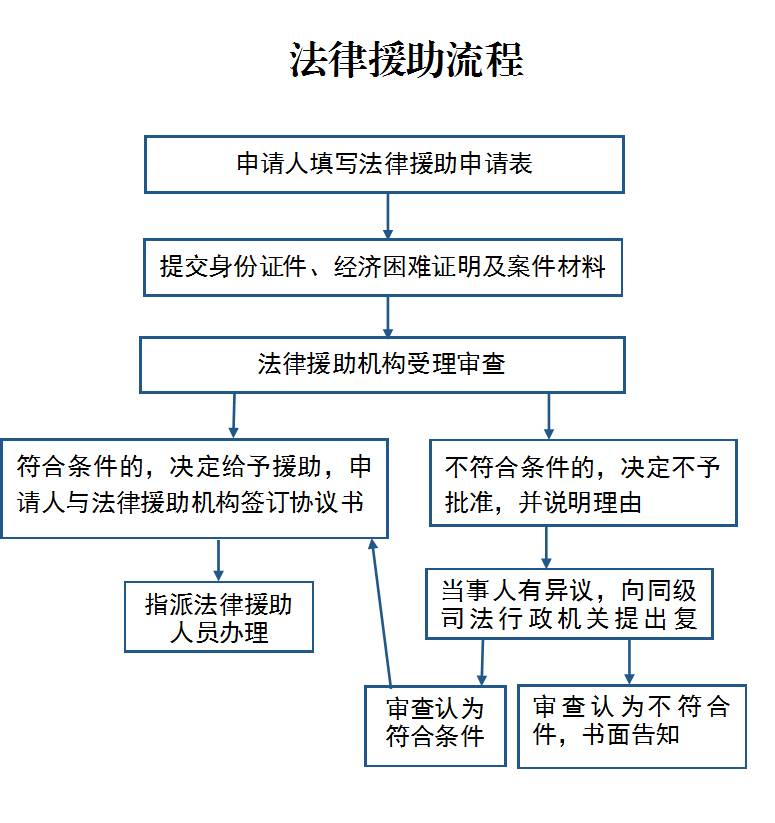 法律援助流程
申请人填写法律援助申请表
提交身份证件、经济困难证明及案件材料
法律援助机构受理审查
符合条件的，决定给予援助，申
请人与法律援助机构签订协议书
不符合条件的，决定不予
批准，并说明理由
指派法律援助
人员办理
当事人有异议，向同级
司法行政机关提出复
审查认为
符合条件
审查认为不符合
件，书面告知